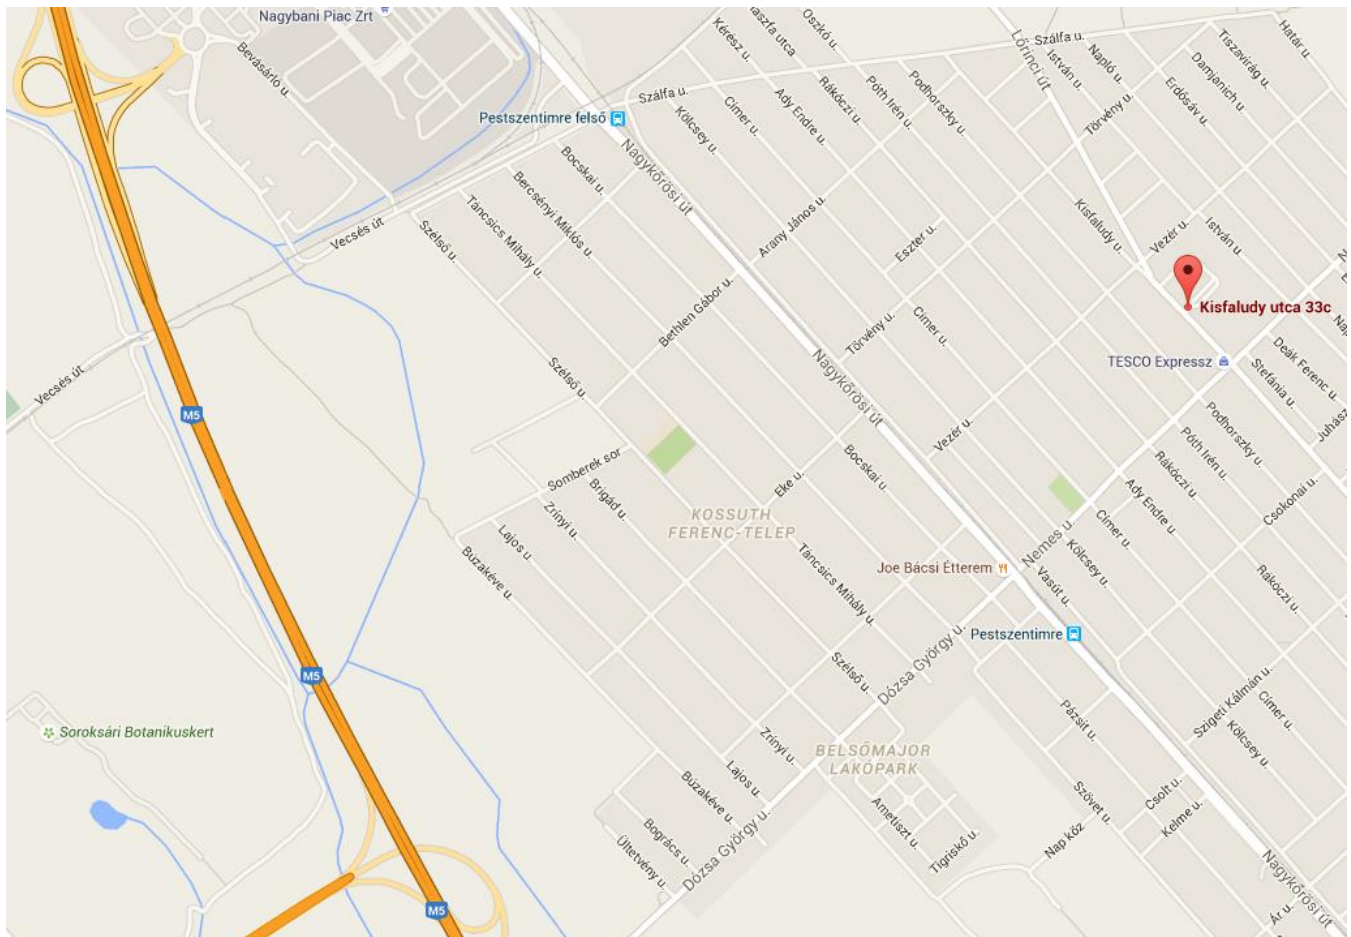 Nagybani Piac Zrt
Bevásárló u.
Kérész u.
Oszkó u.
Szálfa u.
Lőrinci út
István u.
Napló u.
Tiszavirág u.
Határ u.
Damjanich u.
Erdősáv u.
Törvény u.
Szálfa u.
Kölcsey u.
Címer u.
Ady Endre u.
Rákóczi u.
Póth Irén u.
Podhorszky u.
Pestszentimre felső
Nagykőrösi út
Bocskai u.
Bercsényi Miklós u.
Táncsics Mihály u.
Szélső u.
Vecsés út
Arany János u.
Eszter u.
Kisfaludy u.
Vezér u.
István u.
Bethlen Gábor u.
Címer u.
Törvény u.
Kisfaludy utca 33c
TESCO Expressz
Deák Ferenc u.
Stefánia u.
Vecsés út
M5
Szélső u.
Nagykőrösi út
Vezér u.
Podhorszky u.
Póth Irén u.
Rákóczi u.
Ady Endre u.
Címer u.
Csokonai u.
Somberek sor
Brigád u.
Zrínyi u.
Lajos u.
Búzakéve u.
Eke u.
Bocskai u.
KOSSUTH
FERENC-TELEP
Joe Bácsi Étterem
Nemes u.
Kölcsey u.
Vasút u.
Rákóczi u.
Táncsics Mihály u.
Pestszentimre
M5
Szélső u.
Dózsa György u.
Pázsit u.
Szigeti Kálmán u.
Címer u.
Kölcsey u.
Soroksári Botanikuskert
Zrínyi u.
Lajos u.
Búzakéve u.
BELSŐMAJOR
LAKÓPARK
Ametiszt u.
Tigriskő u.
Nap köz
Szövet u.
Csolt u.
Kelme u.
Bogrács u.
Ültetvény u.
Dózsa György u.
Nagykőrösi út
Ár u.
M5